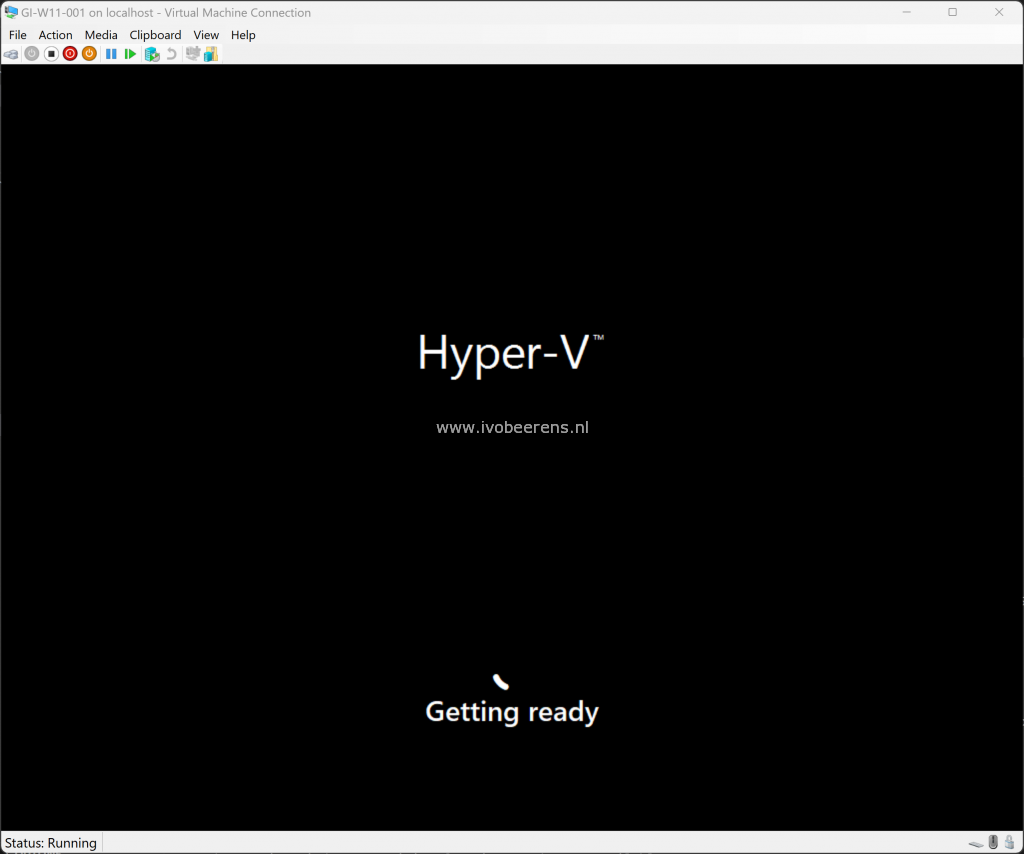 GI-W11-001 on localhost - Virtual Machine Connection
File Action Media Clipboard View Help
Hyper-V™
www.ivobeerens.nl
Getting ready
Status: Running